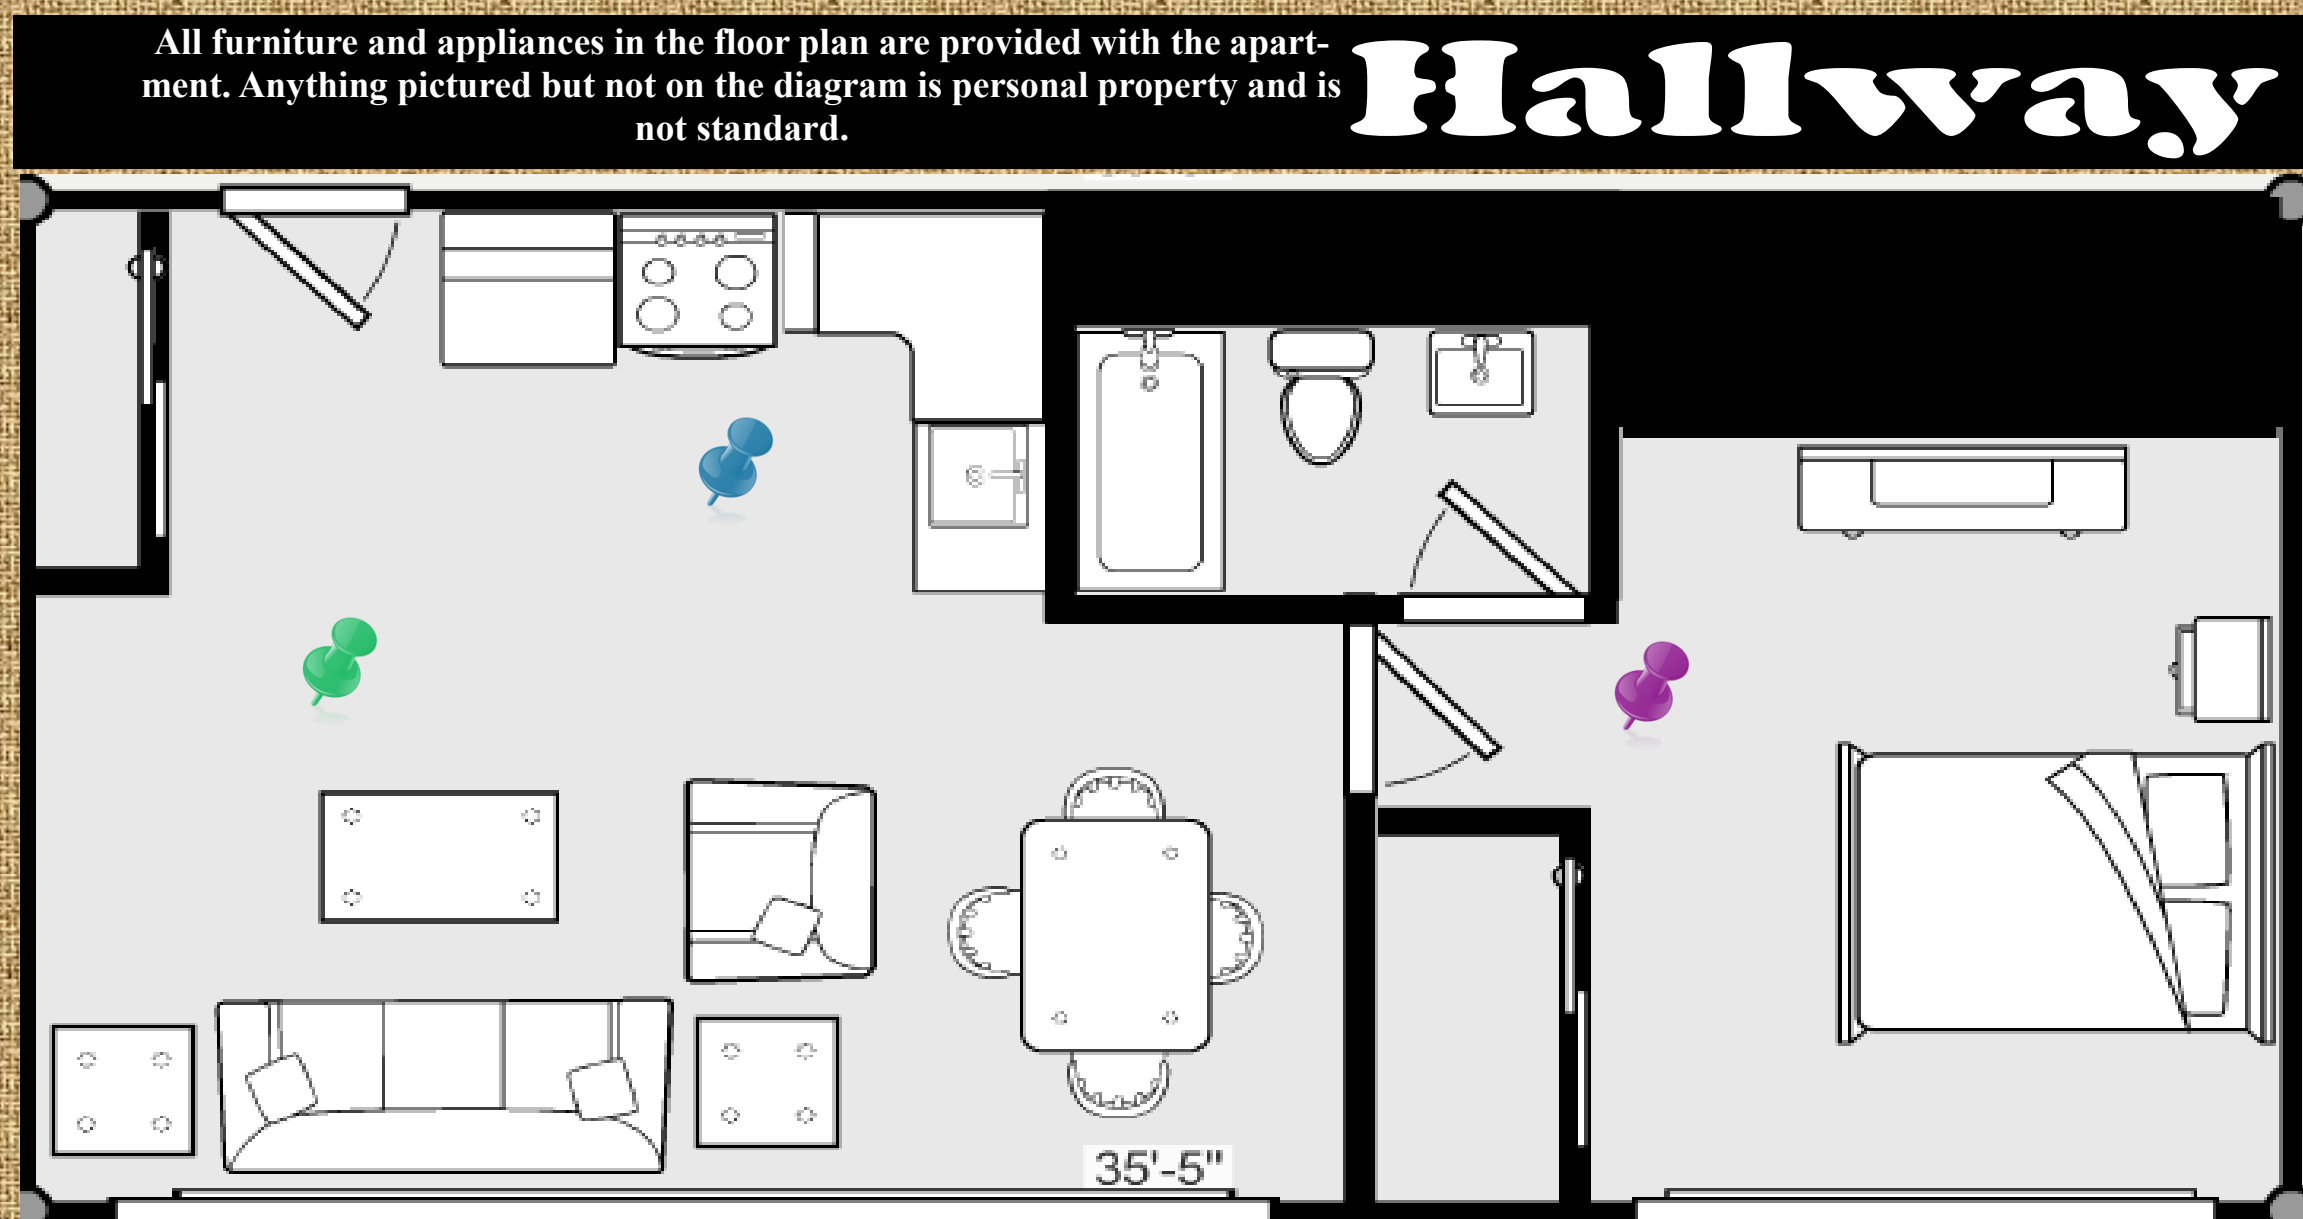 All furniture and appliances in the floor plan are provided with the apart-
ment. Anything pictured but not on the diagram is personal property and is
not standard.
Hallway
35'-5"